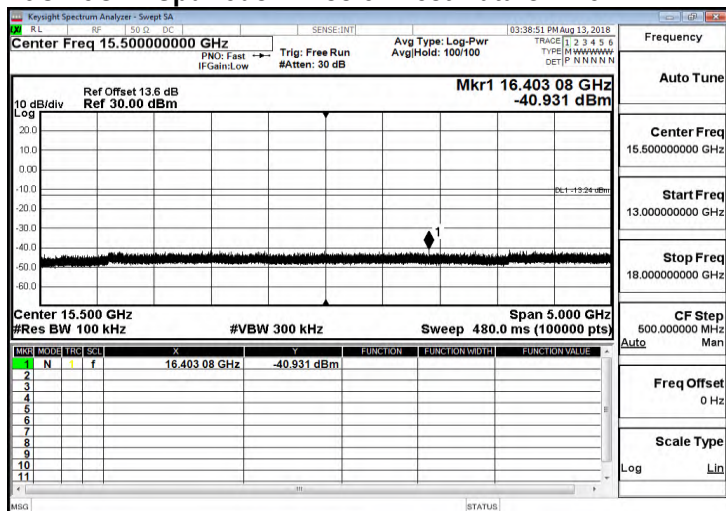 Keysight Spectrum Analyzer - Swept SA
RL RF 50 Ω DC SENSE:INT 03:38:51 PM Aug 13, 2018
Center Freq 15.500000000 GHz
PNO: Fast
IFGain:Low
Trig: Free Run
#Atten: 30 dB
Avg Type: Log-Pwr
Avg|Hold: 100/100
TRACE 1 2 3 4 5 6
TYPE M WWWWW
DET P N N N N N
Ref Offset 13.6 dB
10 dB/div Ref 30.00 dBm
Log
Mkr1 16.403 08 GHz
-40.931 dBm
20.0
10.0
0.00
-10.0
DL1 -13.24 dBm
-20.0
-30.0
1
-40.0
-50.0
-60.0
Center 15.500 GHz Span 5.000 GHz
#Res BW 100 kHz #VBW 300 kHz Sweep 480.0 ms (100000 pts)
MKR MODE TRC SCL X Y FUNCTION FUNCTION WIDTH FUNCTION VALUE
1 N 1 f 16.403 08 GHz -40.931 dBm
2
3
4
5
6
7
8
9
10
11
MSG STATUS
Frequency
Auto Tune
Center Freq
15.500000000 GHz
Start Freq
13.000000000 GHz
Stop Freq
18.000000000 GHz
CF Step
500.000000 MHz
Auto Man
Freq Offset
0 Hz
Scale Type
Log Lin